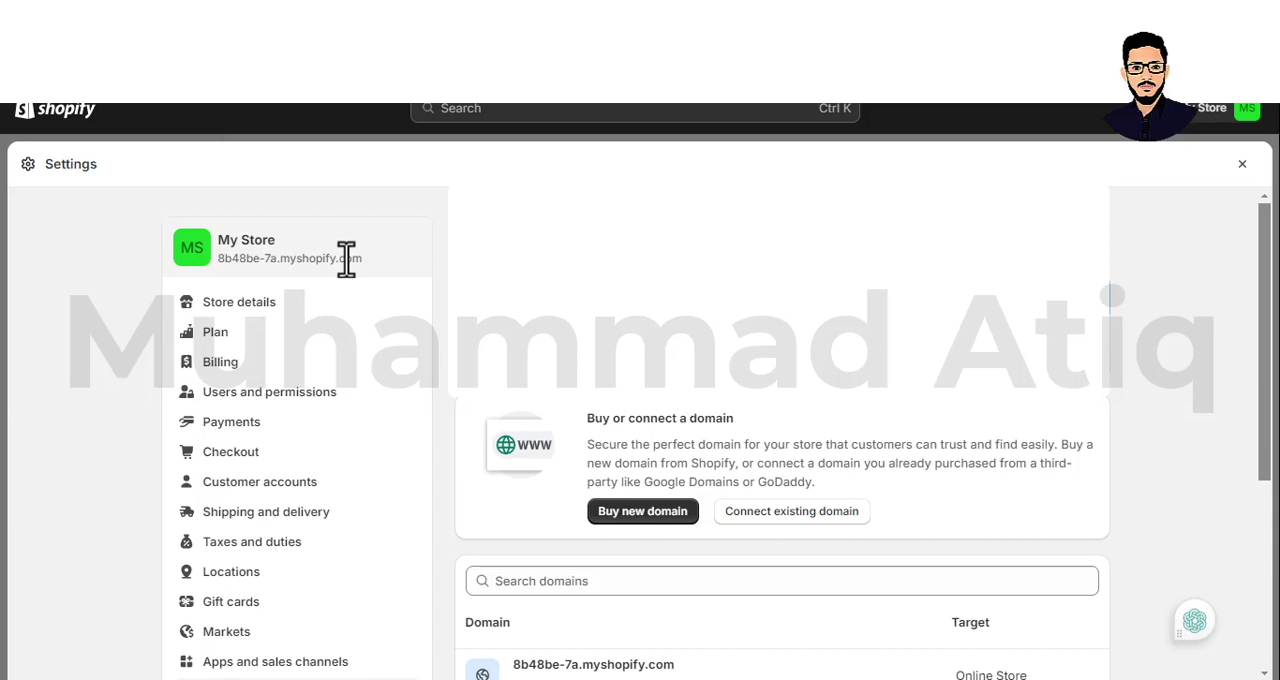 shopify
Search
Ctrl K
Store
MS
Settings
MS
My Store
8b48be-7a.myshopify.com
Store details
Plan
Billing
Users and permissions
Payments
Checkout
Customer accounts
Shipping and delivery
Taxes and duties
Locations
Gift cards
Markets
Apps and sales channels
Muhammad Atiq
WWW
Buy or connect a domain
Secure the perfect domain for your store that customers can trust and find easily. Buy a
new domain from Shopify, or connect a domain you already purchased from a third-
party like Google Domains or GoDaddy.
Buy new domain
Connect existing domain
Search domains
Domain
Target
8b48be-7a.myshopify.com
Online Store